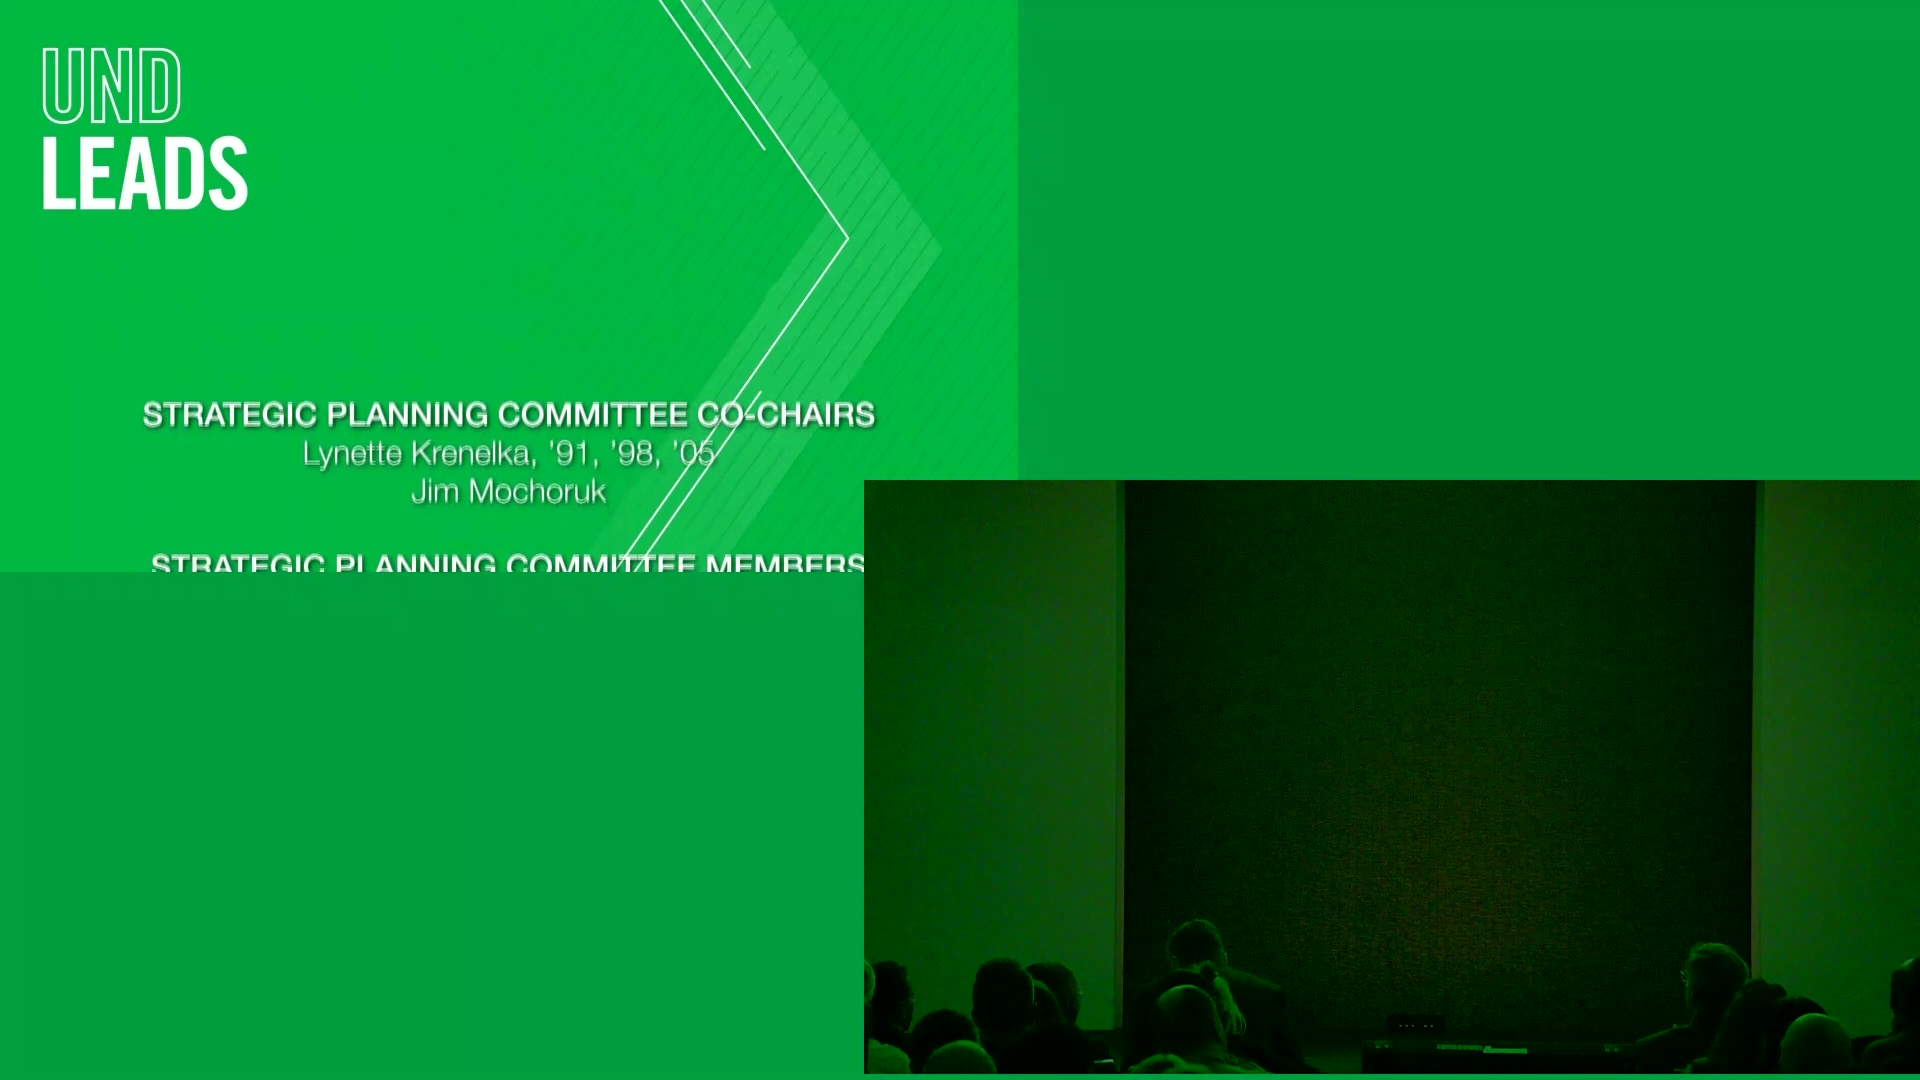 UND
LEADS
STRATEGIC PLANNING COMMITTEE CO-CHAIRS
Lynette Krenelka, ’91, ’98, ’05
Jim Mochoruk
STRATEGIC PLANNING COMMITTEE MEMBERS